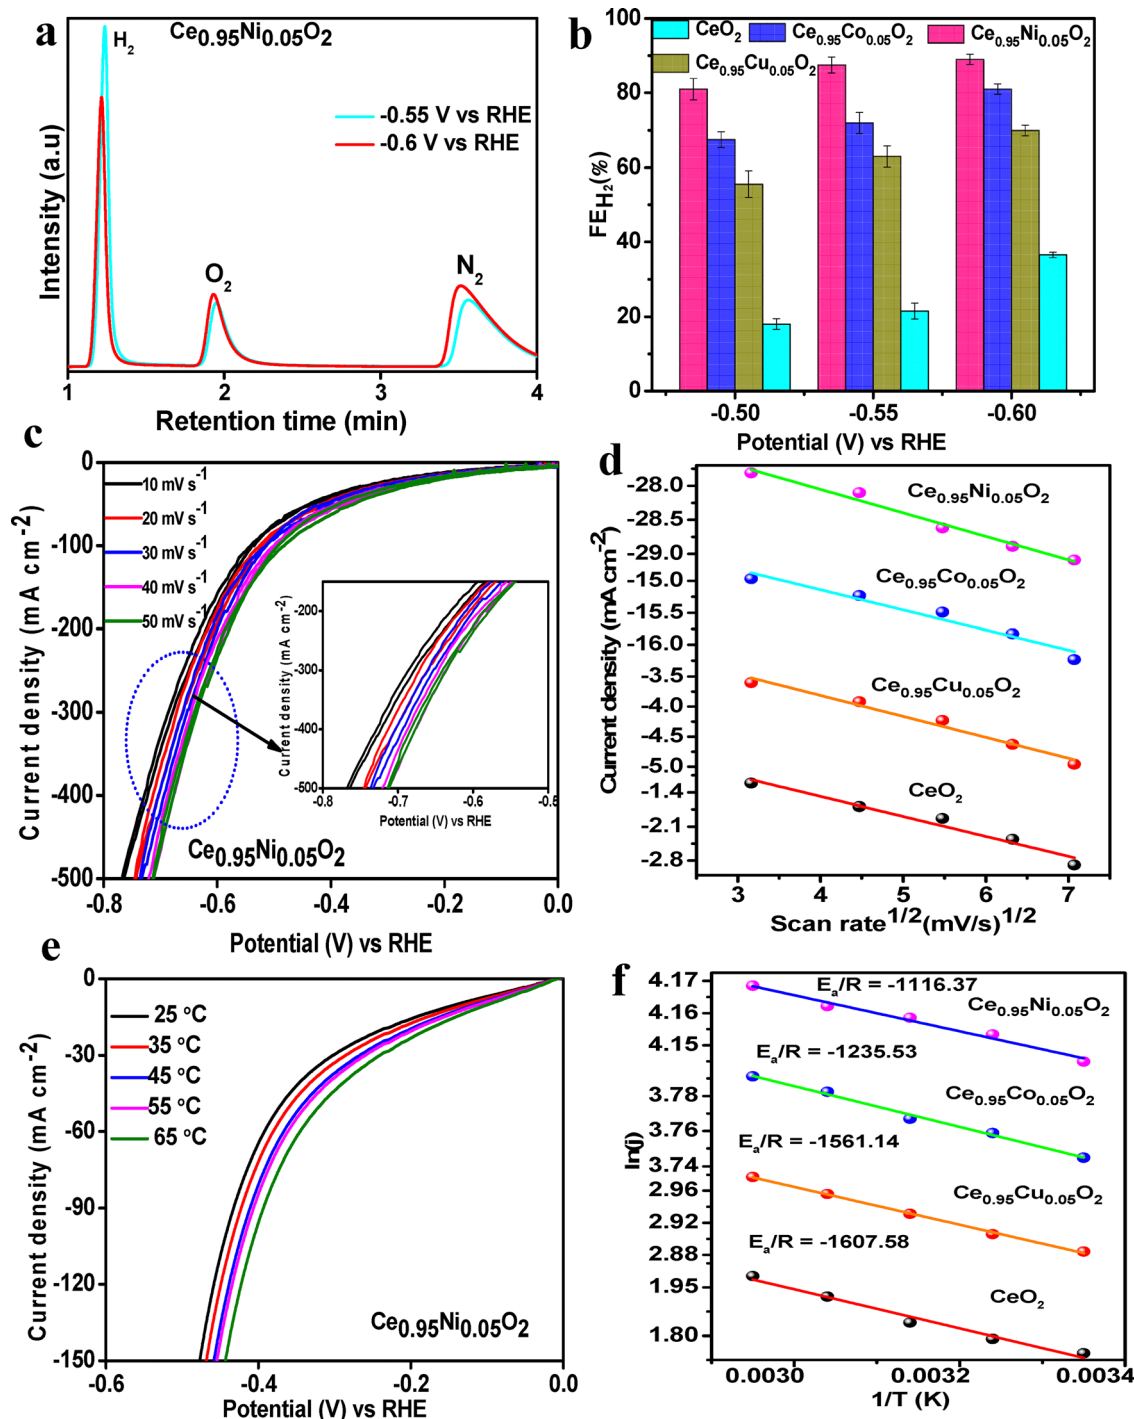 a
Ce0.95Ni0.05O2
H2
-0.55 V vs RHE
-0.6 V vs RHE
O2
N2
Intensity (a.u)
1 2 3 4
Retention time (min)
b
CeO2 Ce0.95Co0.05O2 Ce0.95Ni0.05O2
Ce0.95Cu0.05O2
FEH2(%)
100
80
60
40
20
0
-0.50 -0.55 -0.60
Potential (V) vs RHE
c
10 mV s-1
20 mV s-1
30 mV s-1
40 mV s-1
50 mV s-1
Current density (mA cm-2)
0
-100
-200
-300
-400
-500
-0.8 -0.6 -0.4 -0.2 0.0
Potential (V) vs RHE
Ce0.95Ni0.05O2
Current density (mA cm-2)
-200
-300
-400
-500
-0.8 -0.7 -0.6 -0.5
Potential (V) vs RHE
d
Current density(mA cm-2)
-28.0
-28.5
-29.0
-15.0
-15.5
-16.0
-3.5
-4.0
-4.5
-5.0
-1.4
-2.1
-2.8
Ce0.95Ni0.05O2
Ce0.95Co0.05O2
Ce0.95Cu0.05O2
CeO2
3 4 5 6 7
Scan rate1/2(mV/s)1/2
e
25 °C
35 °C
45 °C
55 °C
65 °C
Current density (mA cm-2)
0
-30
-60
-90
-120
-150
Ce0.95Ni0.05O2
-0.6 -0.4 -0.2 0.0
Potential (V) vs RHE
f
ln(j)
4.17
4.16
4.15
3.78
3.76
3.74
2.96
2.92
2.88
1.95
1.80
Ea/R = -1116.37
Ce0.95Ni0.05O2
Ea/R = -1235.53
Ce0.95Co0.05O2
Ea/R = -1561.14
Ce0.95Cu0.05O2
Ea/R = -1607.58
CeO2
0.0030 0.0032 0.0034
1/T (K)